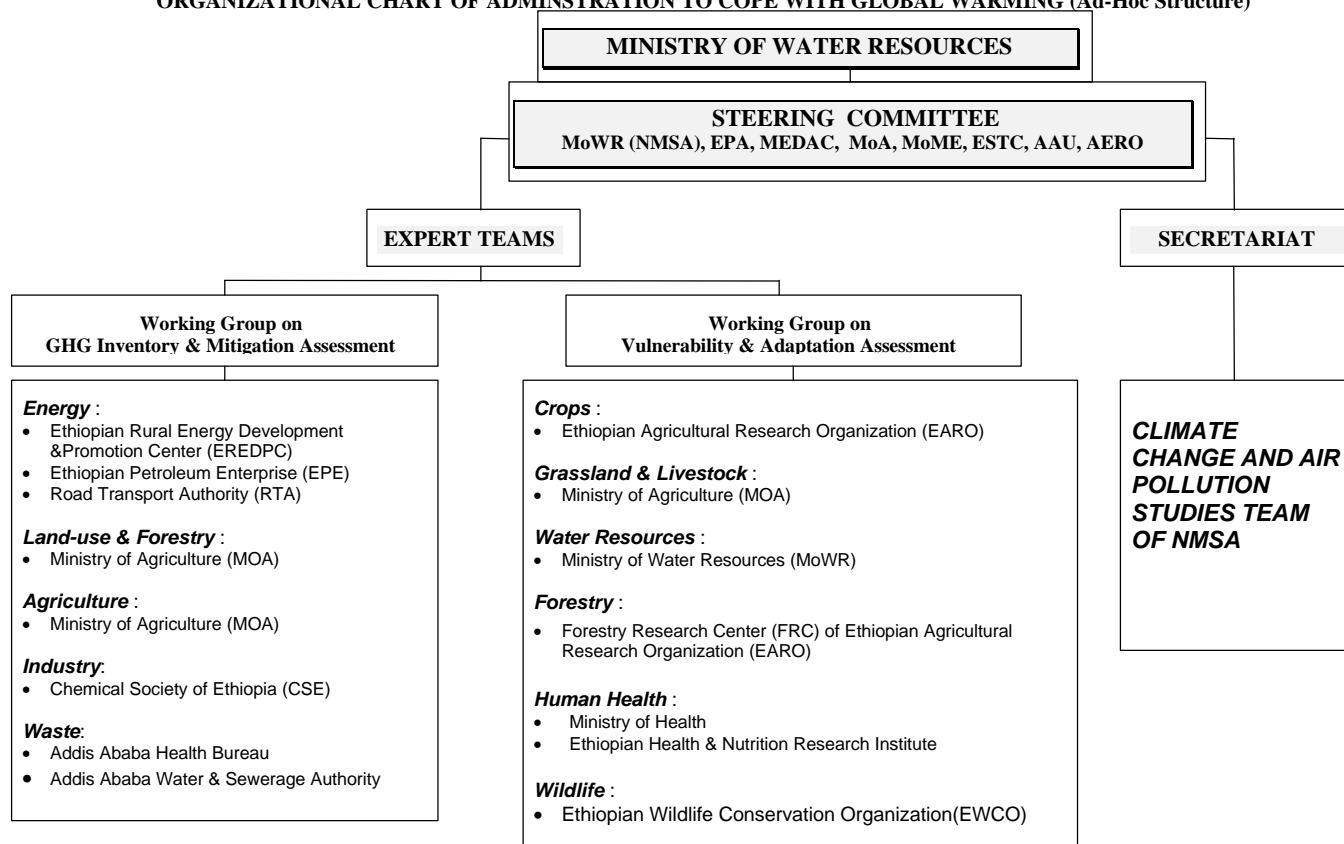 ORGANIZATIONAL CHART OF ADMINSTRATION TO COPE WITH GLOBAL WARMING (Ad-Hoc Structure)
MINISTRY OF WATER RESOURCES
STEERING COMMITTEE
MoWR (NMSA), EPA, MEDAC, MoA, MoME, ESTC, AAU, AERO
EXPERT TEAMS
SECRETARIAT
Working Group on
GHG Inventory & Mitigation Assessment
Working Group on
Vulnerability & Adaptation Assessment
Energy :
• Ethiopian Rural Energy Development
&Promotion Center (EREDPC)
• Ethiopian Petroleum Enterprise (EPE)
• Road Transport Authority (RTA)
Land-use & Forestry :
• Ministry of Agriculture (MOA)
Agriculture :
• Ministry of Agriculture (MOA)
Industry:
• Chemical Society of Ethiopia (CSE)
Waste:
• Addis Ababa Health Bureau
• Addis Ababa Water & Sewerage Authority
Crops :
• Ethiopian Agricultural Research Organization (EARO)
Grassland & Livestock :
• Ministry of Agriculture (MOA)
Water Resources :
• Ministry of Water Resources (MoWR)
Forestry :
• Forestry Research Center (FRC) of Ethiopian Agricultural
Research Organization (EARO)
Human Health :
• Ministry of Health
• Ethiopian Health & Nutrition Research Institute
Wildlife :
• Ethiopian Wildlife Conservation Organization(EWCO)
CLIMATE
CHANGE AND AIR
POLLUTION
STUDIES TEAM
OF NMSA